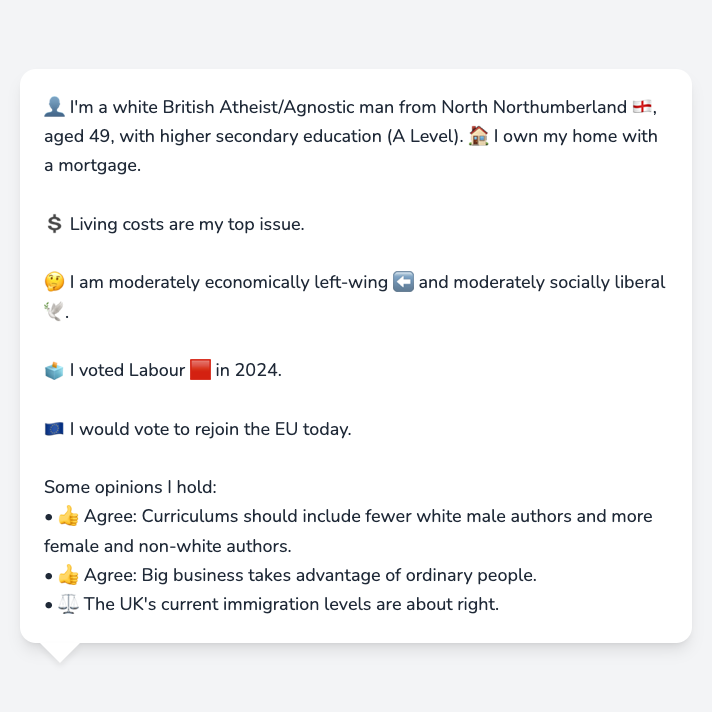 👤 I'm a white British Atheist/Agnostic man from North Northumberland 🏴󠁧󠁢󠁥󠁮󠁧󠁿,
aged 49, with higher secondary education (A Level). 🏠 I own my home with
a mortgage.
💲 Living costs are my top issue.
🤔 I am moderately economically left-wing ⬅️ and moderately socially liberal
🕊️.
🗳️ I voted Labour 🟥 in 2024.
🇪🇺 I would vote to rejoin the EU today.
Some opinions I hold:
• 👍 Agree: Curriculums should include fewer white male authors and more
female and non-white authors.
• 👍 Agree: Big business takes advantage of ordinary people.
• ⚖️ The UK's current immigration levels are about right.